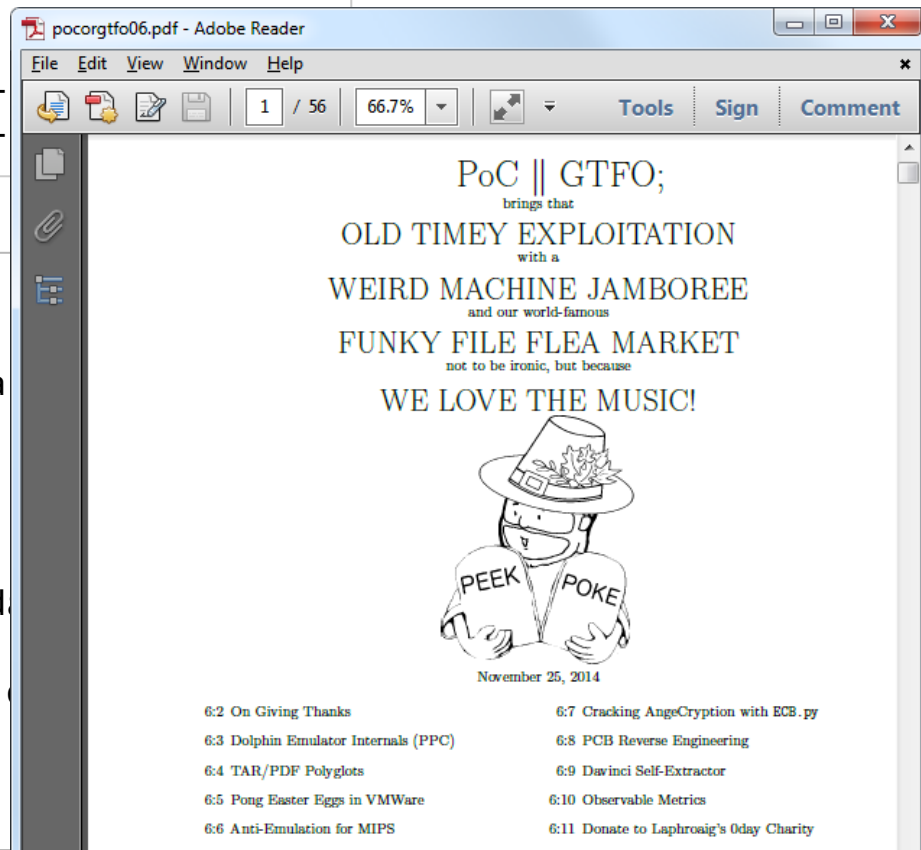 pocorgtfo06.pdf - Adobe Reader
File Edit View Window Help
1 / 56 66.7% Tools Sign Comment
PoC || GTFO;
brings that
OLD TIMEY EXPLOITATION
with a
WEIRD MACHINE JAMBOREE
and our world-famous
FUNKY FILE FLEA MARKET
not to be ironic, but because
WE LOVE THE MUSIC!
PEEK POKE
November 25, 2014
6:2 On Giving Thanks
6:3 Dolphin Emulator Internals (PPC)
6:4 TAR/PDF Polyglots
6:5 Pong Easter Eggs in VMWare
6:6 Anti-Emulation for MIPS
6:7 Cracking AngeCryption with ECB.py
6:8 PCB Reverse Engineering
6:9 Davinci Self-Extractor
6:10 Observable Metrics
6:11 Donate to Laphroaig's 0day Charity